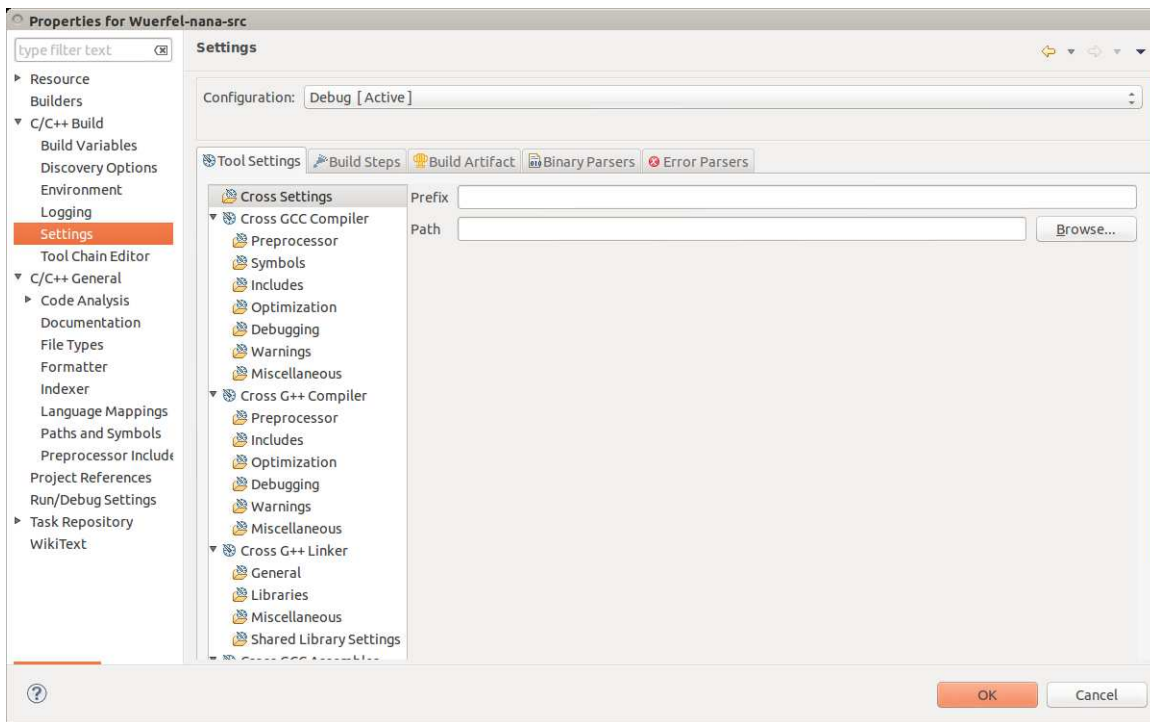 Properties for Wuerfel-nana-src
type filter text
Resource
Builders
C/C++ Build
Build Variables
Discovery Options
Environment
Logging
Settings
Tool Chain Editor
C/C++ General
Code Analysis
Documentation
File Types
Formatter
Indexer
Language Mappings
Paths and Symbols
Preprocessor Include
Project References
Run/Debug Settings
Task Repository
WikiText
Settings
Configuration: Debug [ Active ]
Tool Settings Build Steps Build Artifact Binary Parsers Error Parsers
Cross Settings
Cross GCC Compiler
Preprocessor
Symbols
Includes
Optimization
Debugging
Warnings
Miscellaneous
Cross G++ Compiler
Preprocessor
Includes
Optimization
Debugging
Warnings
Miscellaneous
Cross G++ Linker
General
Libraries
Miscellaneous
Shared Library Settings
Prefix
Path Browse...
OK Cancel